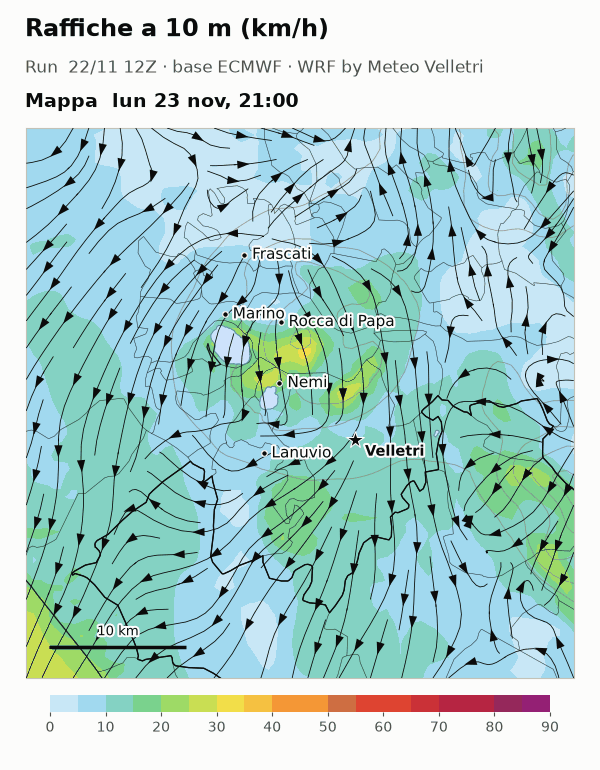 Raffiche a 10 m (km/h)
Run  22/11 12Z · base ECMWF · WRF by Meteo Velletri
Mappa  lun 23 nov, 21:00
Frascati
Marino
Rocca di Papa
Nemi
Lanuvio
Velletri
10 km
0 10 20 30 40 50 60 70 80 90